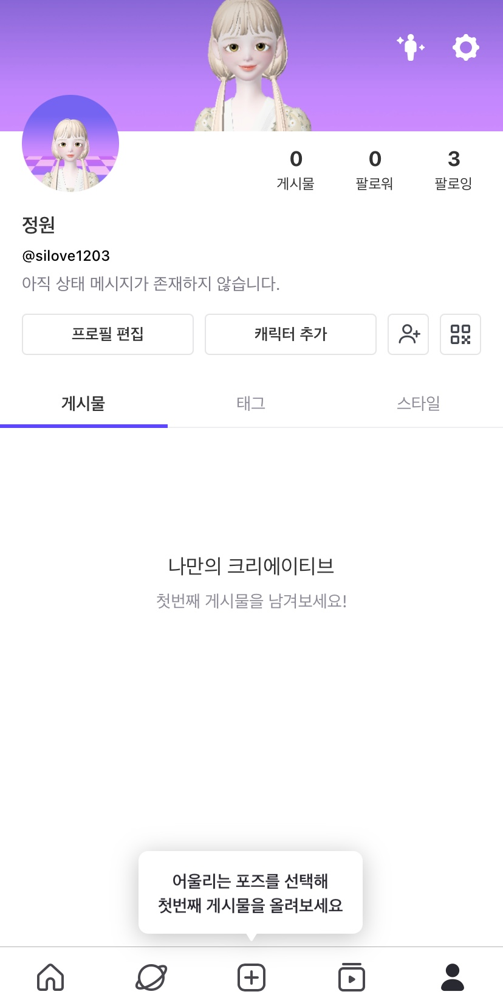 0
게시물
0
팔로워
3
팔로잉
정원
@silove1203
아직 상태 메시지가 존재하지 않습니다.
프로필 편집
캐릭터 추가
게시물
태그
스타일
나만의 크리에이티브
첫번째 게시물을 남겨보세요!
어울리는 포즈를 선택해
첫번째 게시물을 올려보세요